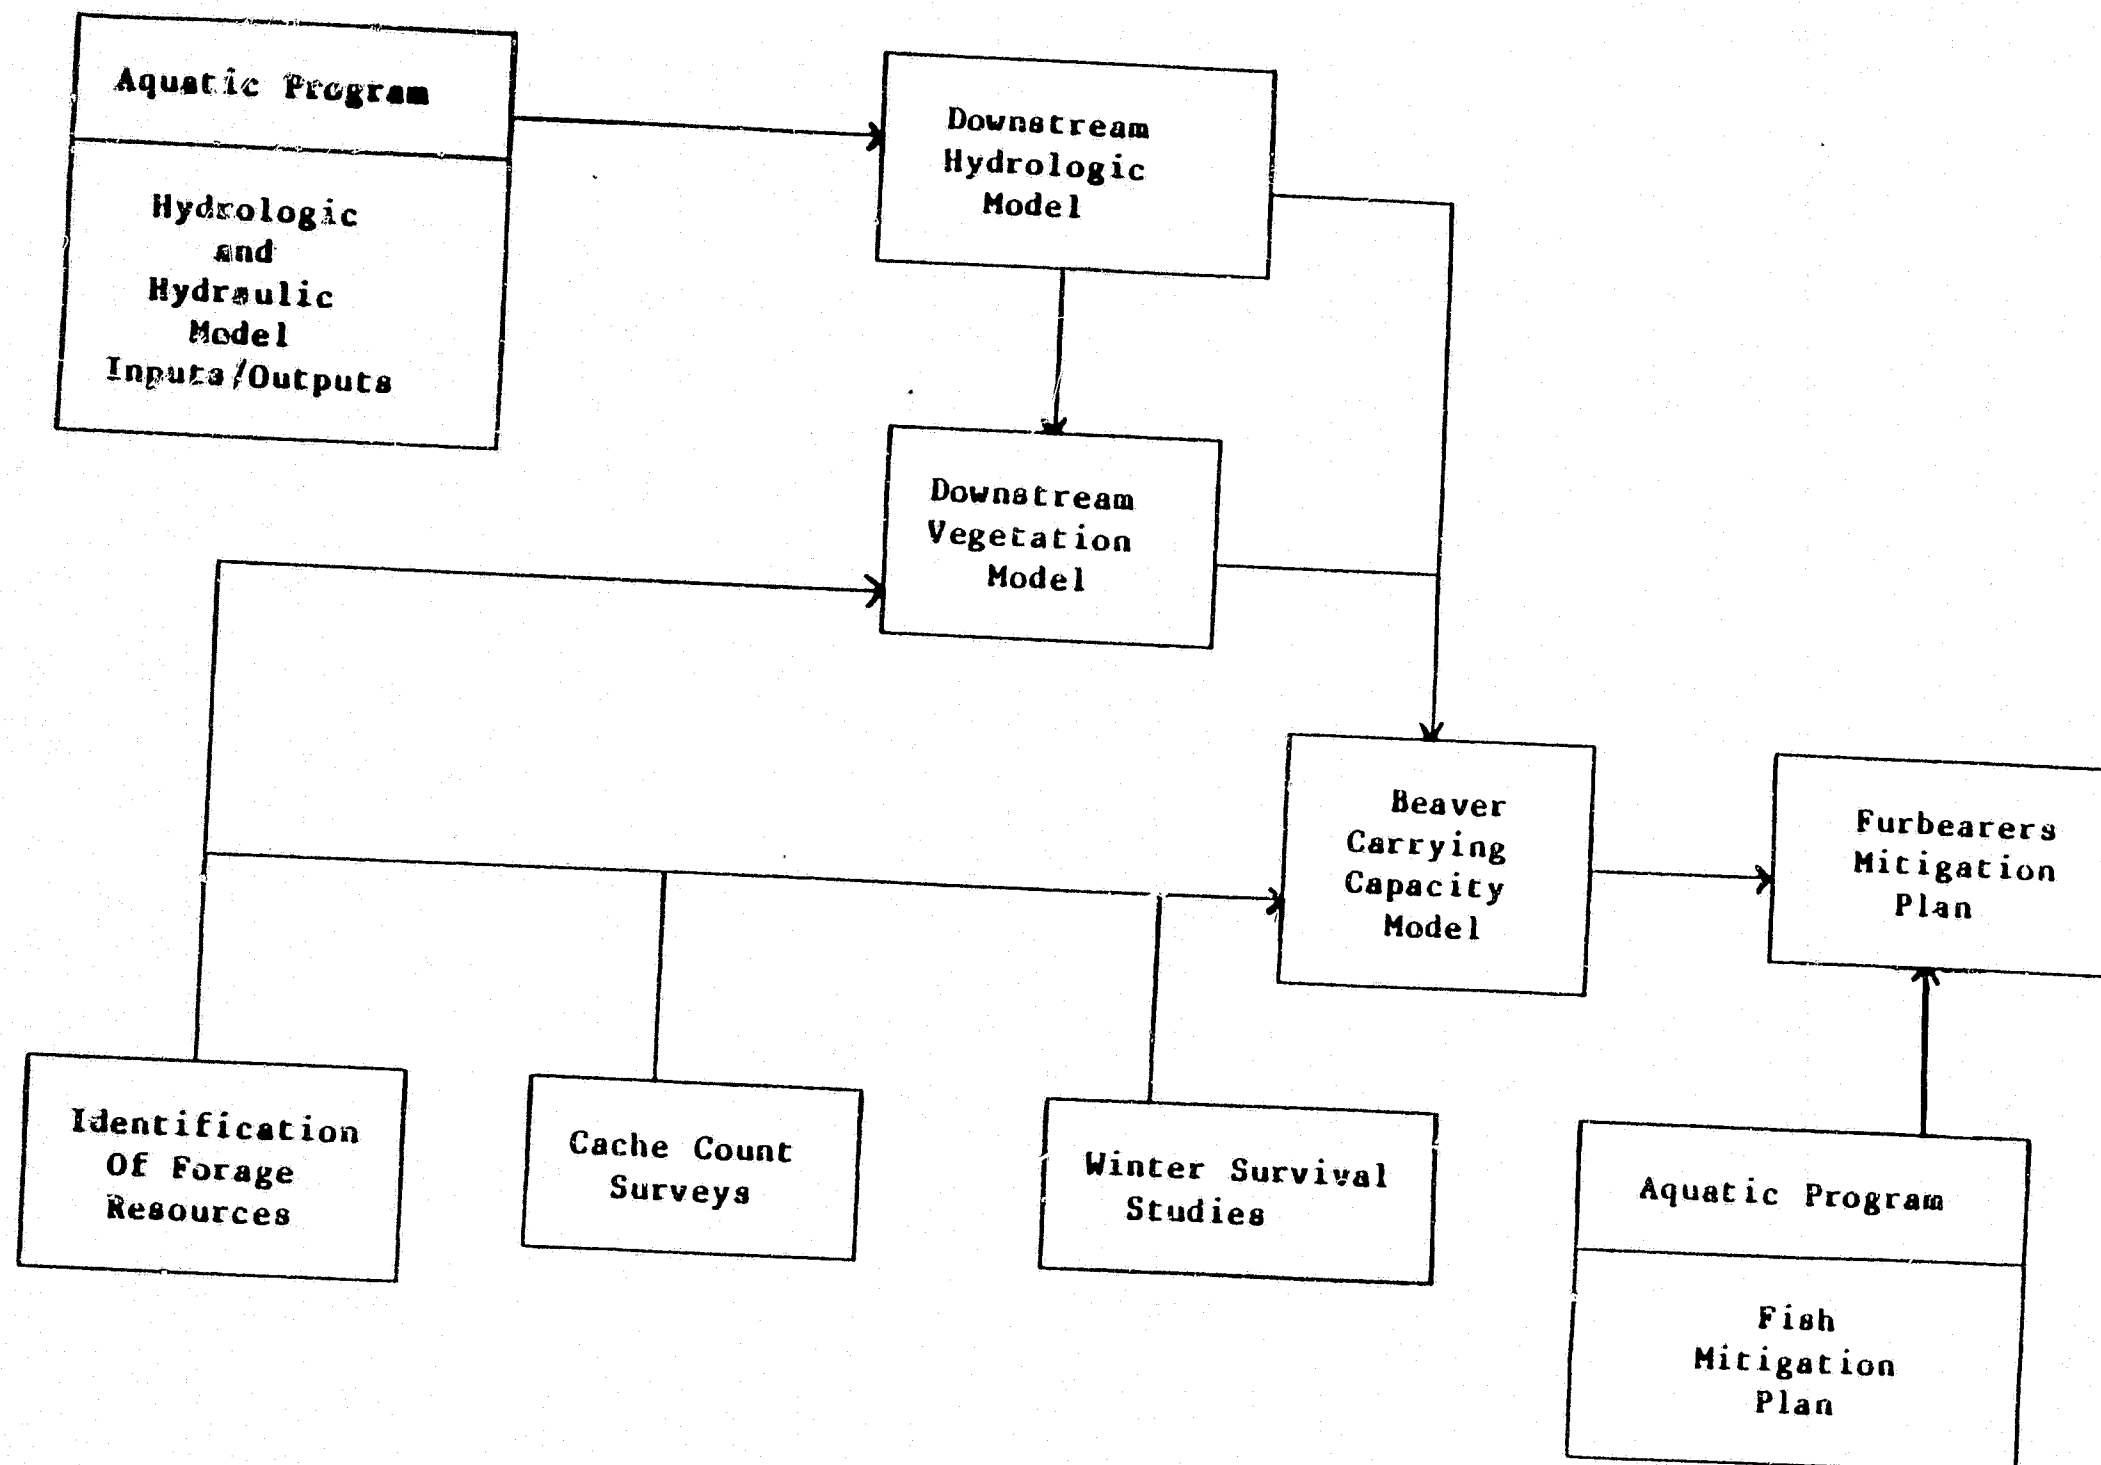 Aquatic Program
Hydrologic
and
Hydraulic
Model
Inputs/Outputs
Downstream
Hydrologic
Model
Downstream
Vegetation
Model
Beaver
Carrying
Capacity
Model
Furbearers
Mitigation
Plan
Identification
Of Forage
Resources
Cache Count
Surveys
Winter Survival
Studies
Aquatic Program
Fish
Mitigation
Plan